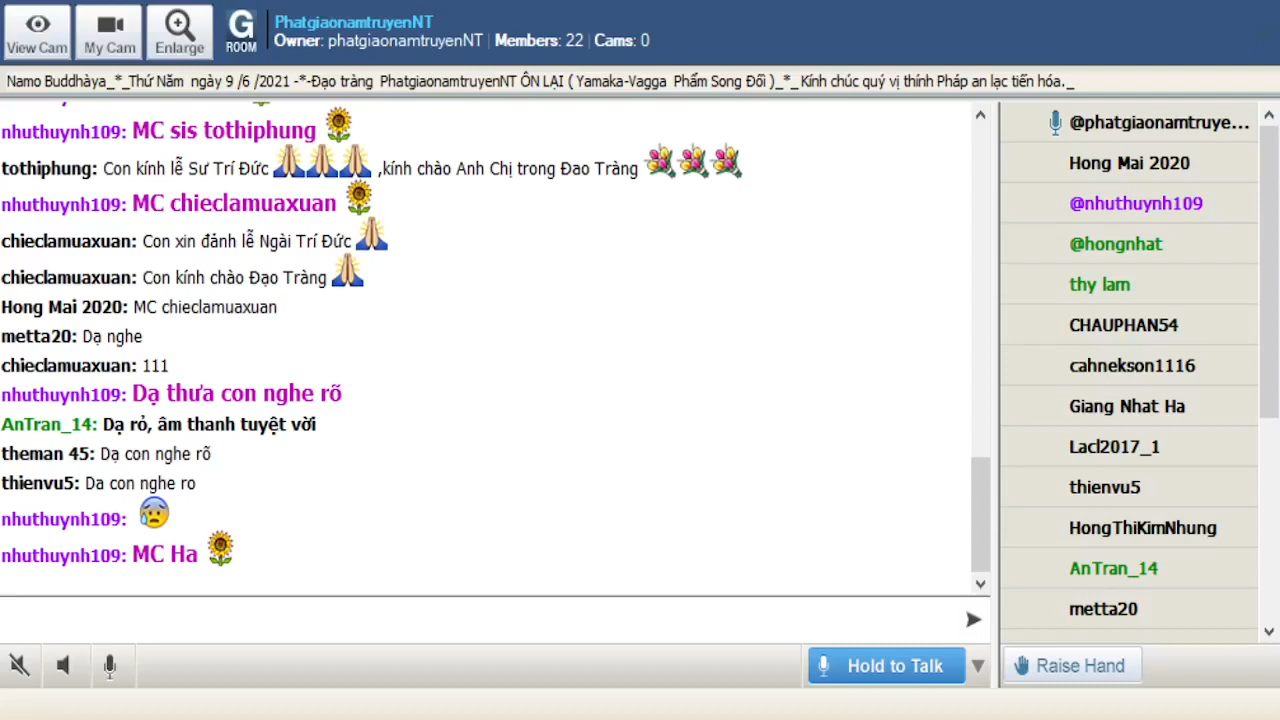 View Cam
My Cam
Enlarge
G
ROOM
PhatgiaonamtruyenNT
Owner: phatgiaonamtruyenNT | Members: 22 | Cams: 0
Namo Buddhàya_*_Thứ Năm ngày 9 /6 /2021 -*-Đạo tràng PhatgiaonamtruyenNT ÔN LẠI ( Yamaka-Vagga Phẩm Song Đối )_*_ Kính chúc quý vị thính Pháp an lạc tiến hóa._
nhuthuynh109: MC sis tothiphung
tothiphung: Con kính lễ Sư Trí Đức ,kính chào Anh Chị trong Đao Tràng
nhuthuynh109: MC chieclamuaxuan
chieclamuaxuan: Con xin đảnh lễ Ngài Trí Đức
chieclamuaxuan: Con kính chào Đạo Tràng
Hong Mai 2020: MC chieclamuaxuan
metta20: Dạ nghe
chieclamuaxuan: 111
nhuthuynh109: Dạ thưa con nghe rõ
AnTran_14: Dạ rỏ, âm thanh tuyệt vời
theman 45: Dạ con nghe rõ
thienvu5: Da con nghe ro
nhuthuynh109:
nhuthuynh109: MC Ha
@phatgiaonamtruye...
Hong Mai 2020
@nhuthuynh109
@hongnhat
thy lam
CHAUPHAN54
cahnekson1116
Giang Nhat Ha
Lacl2017_1
thienvu5
HongThiKimNhung
AnTran_14
metta20
Hold to Talk
Raise Hand